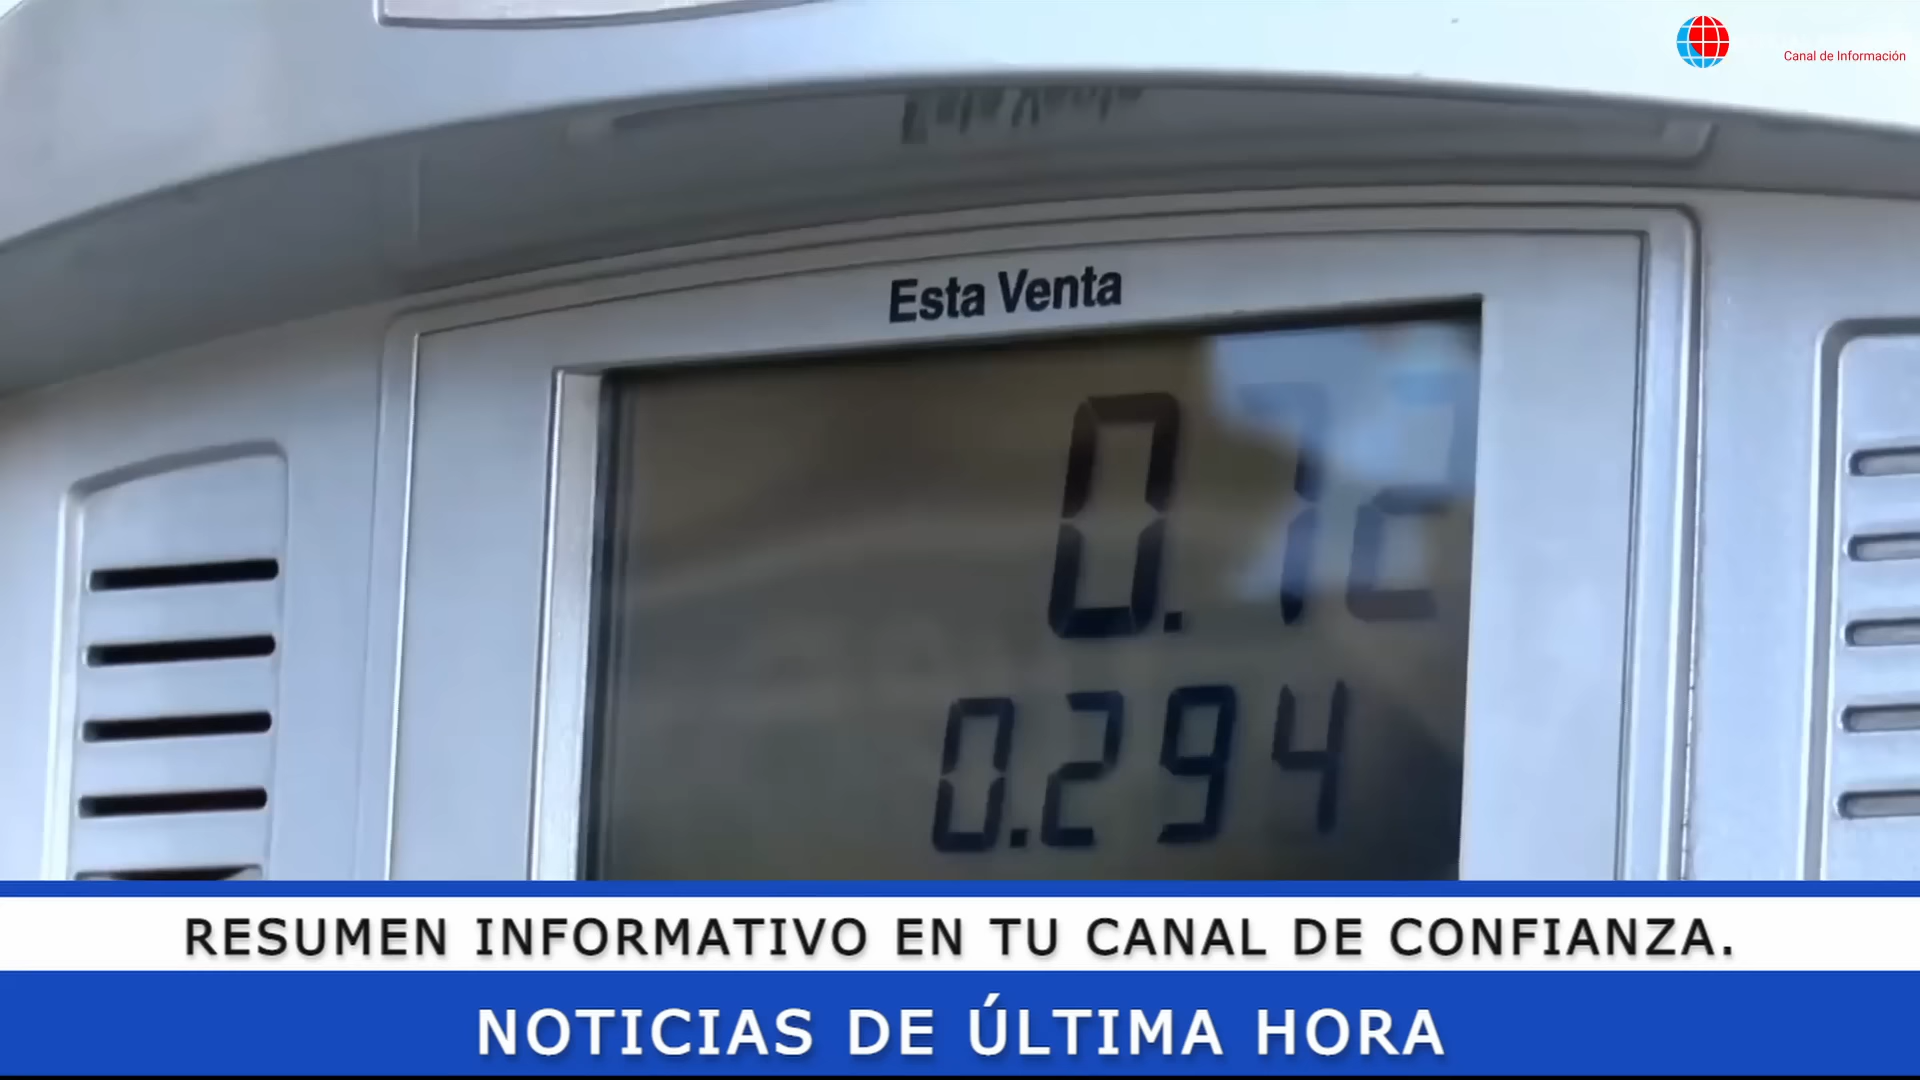 Canal de Información
Esta Venta
0.294
RESUMEN INFORMATIVO EN TU CANAL DE CONFIANZA.
NOTICIAS DE ÚLTIMA HORA